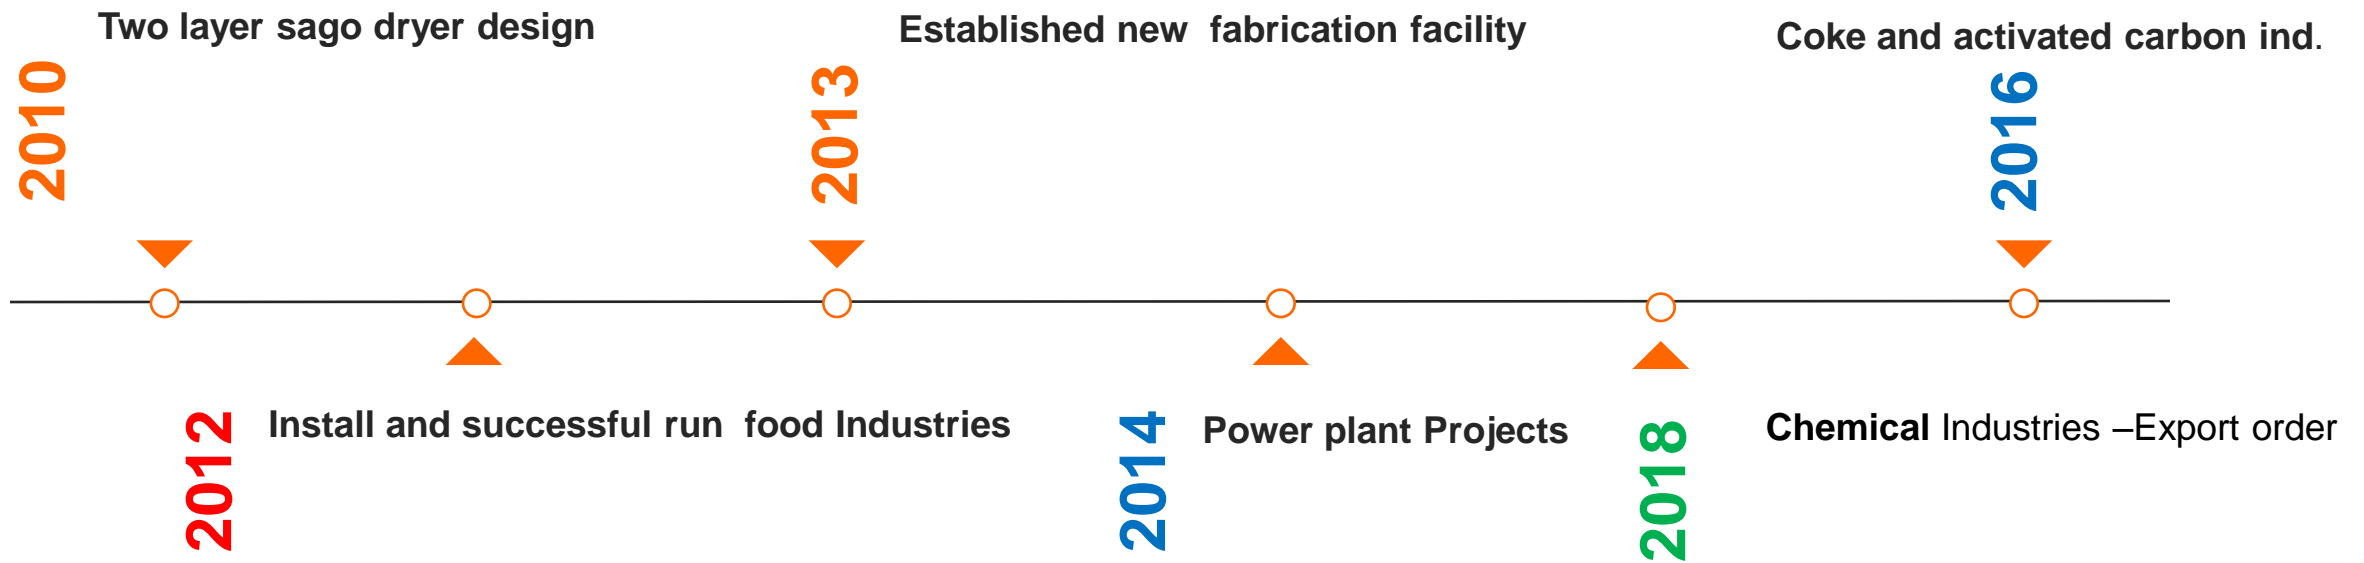 2010
Two layer sago dryer design
2013
Established new fabrication facility
2016
Coke and activated carbon ind.
2012
Install and successful run food Industries
2014
Power plant Projects
2018
Chemical Industries –Export order